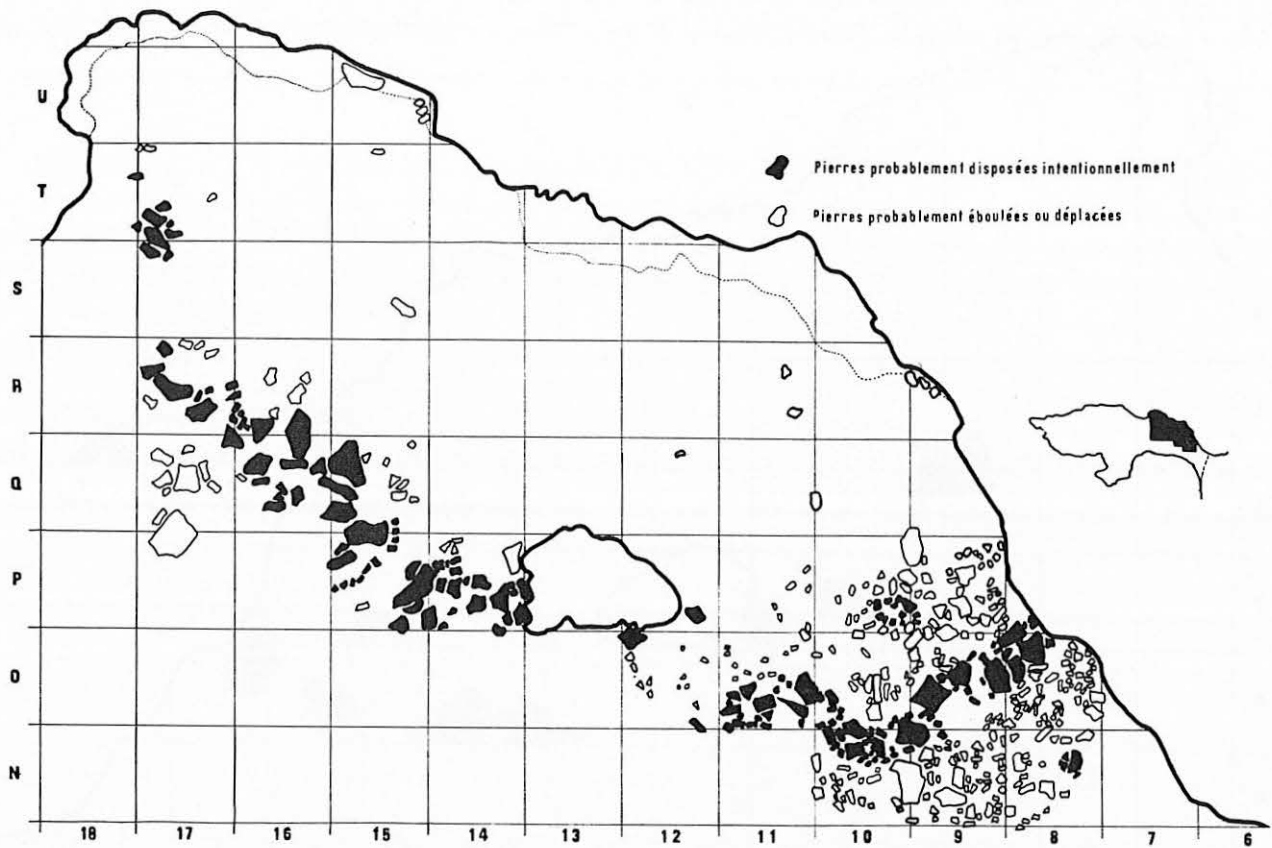 U
T
Pierres probablement disposées intentionnellement
Pierres probablement éboulées ou déplacées
S
R
Q
P
O
N
18 17 16 15 14 13 12 11 10 9 8 7 6